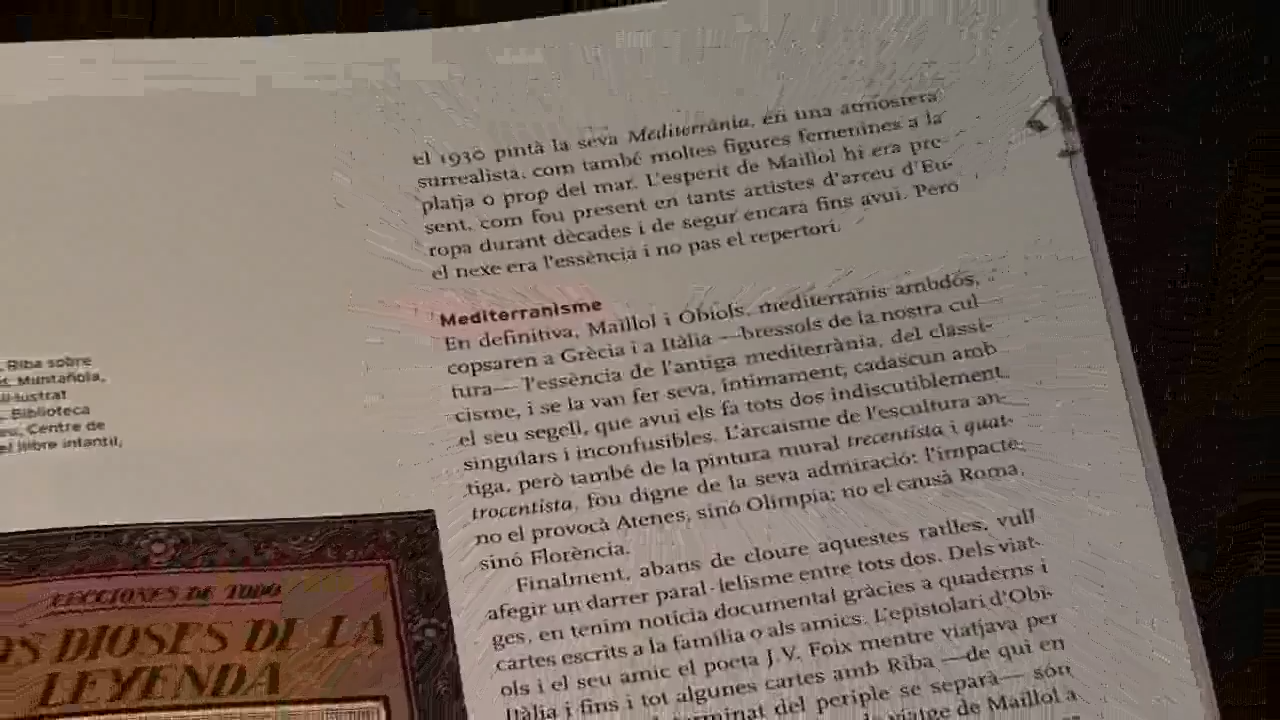 el 1930 pintà la seva Mediterrània, en una atmosfera
surrealista, com també moltes figures femenines a la
platja o prop del mar. L'esperit de Maillol hi era pre-
sent, com fou present en tants artistes d'arreu d'Eu-
ropa durant dècades i de segur encara fins avui. Però
el nexe era l'essència i no pas el repertori.
Mediterranisme
En definitiva, Maillol i Obiols, mediterranis ambdós,
copsaren a Grècia i a Itàlia —bressols de la nostra cul-
tura— l'essència de l'antiga mediterrània, del classi-
cisme, i se la van fer seva, íntimament, cadascun amb
el seu segell, que avui els fa tots dos indiscutiblement
singulars i inconfusibles. L'arcaisme de l'escultura an-
tiga, però també de la pintura mural trecentista i quat-
trocentista, fou digne de la seva admiració: l'impacte
no el provocà Atenes, sinó Olímpia; no el causà Roma,
sinó Florència.
Finalment, abans de cloure aquestes ratlles, vull
afegir un darrer paral·lelisme entre tots dos. Dels viat-
ges, en tenim notícia documental gràcies a quaderns i
cartes escrits a la família o als amics. L'epistolari d'Obi-
ols i el seu amic el poeta J.V. Foix mentre viatjava per
Itàlia i fins i tot algunes cartes amb Riba —de qui en
del periple se separà— són
viatge de Maillol a
Riba sobre
Muntañola,
il·lustrat
Biblioteca
Centre de
llibre infantil,
LECCIONES DE TODO
OS DIOSES DE LA
LEYENDA